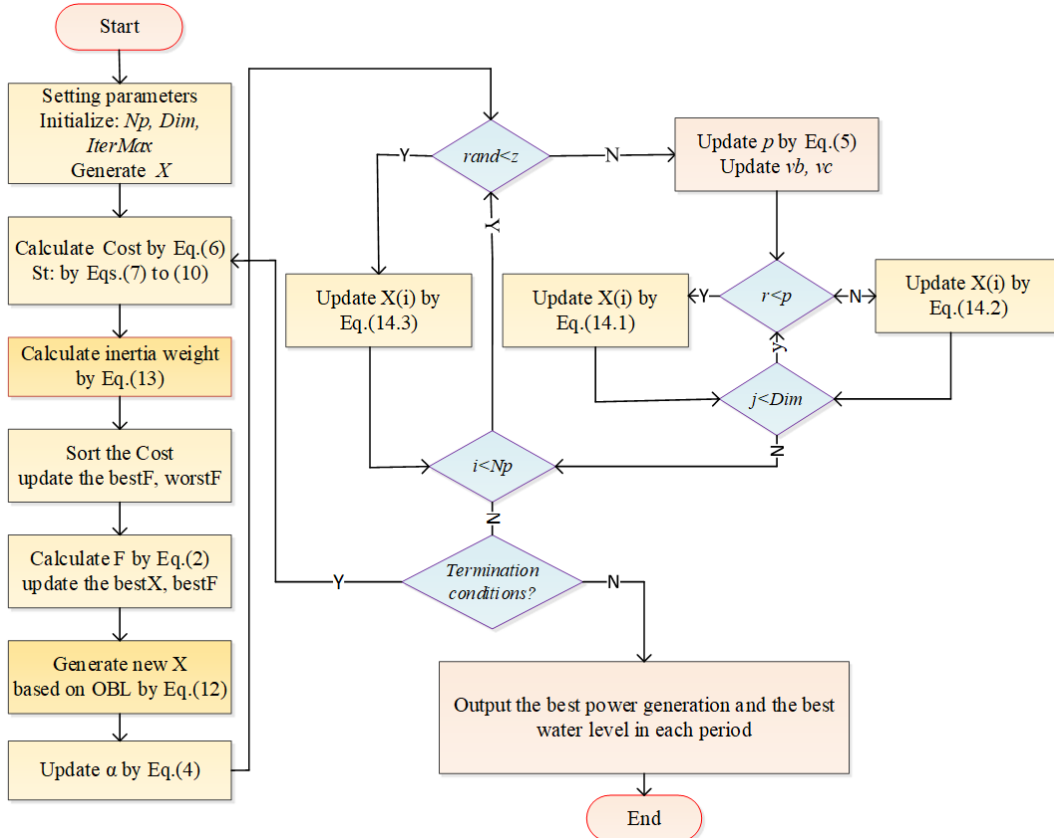 Start
Setting parameters
Initialize: Np, Dim,
IterMax
Generate X
Calculate Cost by Eq.(6)
St: by Eqs.(7) to (10)
Calculate inertia weight
by Eq.(13)
Sort the Cost
update the bestF, worstF
Calculate F by Eq.(2)
update the bestX, bestF
Generate new X
based on OBL by Eq.(12)
Update α by Eq.(4)
rand<z
Y
N
Update p by Eq.(5)
Update vb, vc
Update X(i) by
Eq.(14.3)
Y
Update X(i) by
Eq.(14.1)
Y
r<p
N
Update X(i) by
Eq.(14.2)
y
j<Dim
N
i<Np
N
Termination
conditions?
Y
N
Output the best power generation and the best
water level in each period
End